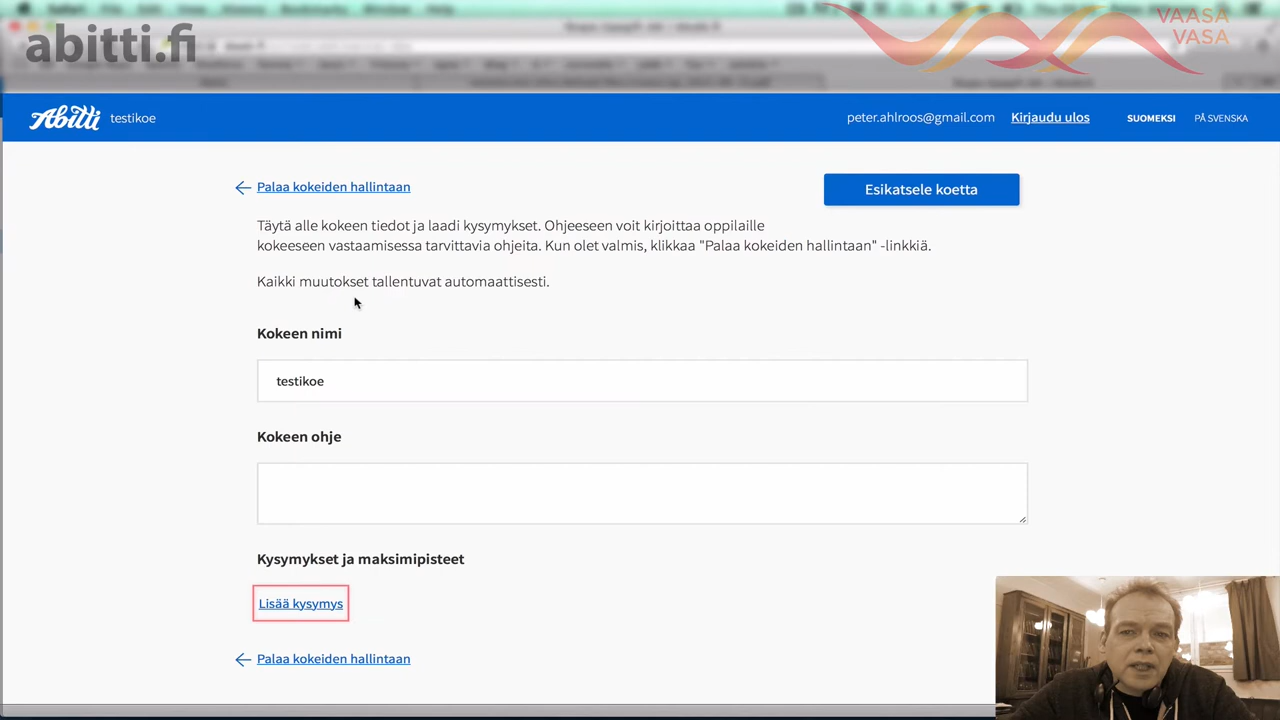 abitti.fi
VAASA
VASA
Abitti testikoe
peter.ahlroos@gmail.com Kirjaudu ulos SUOMEKSI PÅ SVENSKA
Palaa kokeiden hallintaan
Esikatsele koetta
Täytä alle kokeen tiedot ja laadi kysymykset. Ohjeeseen voit kirjoittaa oppilaille
kokeeseen vastaamisessa tarvittavia ohjeita. Kun olet valmis, klikkaa "Palaa kokeiden hallintaan" -linkkiä.
Kaikki muutokset tallentuvat automaattisesti.
Kokeen nimi
testikoe
Kokeen ohje
Kysymykset ja maksimipisteet
Lisää kysymys
Palaa kokeiden hallintaan